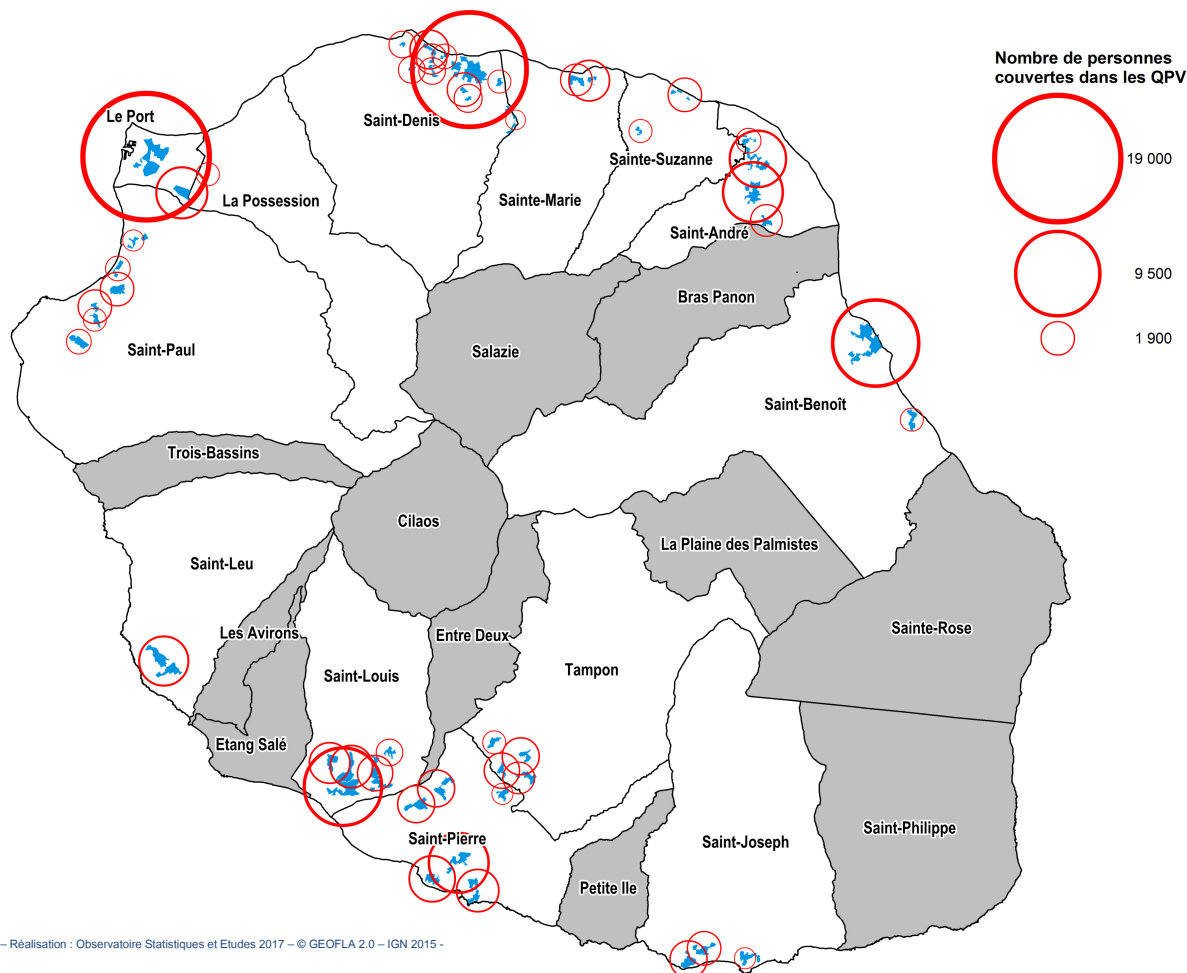 Nombre de personnes
couvertes dans les QPV
19 000
9 500
1 900
Le Port
Saint-Denis
Sainte-Suzanne
La Possession
Sainte-Marie
Saint-André
Bras Panon
Saint-Paul
Salazie
Saint-Benoît
Trois-Bassins
Cilaos
La Plaine des Palmistes
Saint-Leu
Les Avirons
Entre Deux
Sainte-Rose
Tampon
Saint-Louis
Etang Salé
Saint-Philippe
Saint-Pierre
Saint-Joseph
Petite Ile
– Réalisation : Observatoire Statistiques et Etudes 2017 – © GEOFLA 2.0 – IGN 2015 -